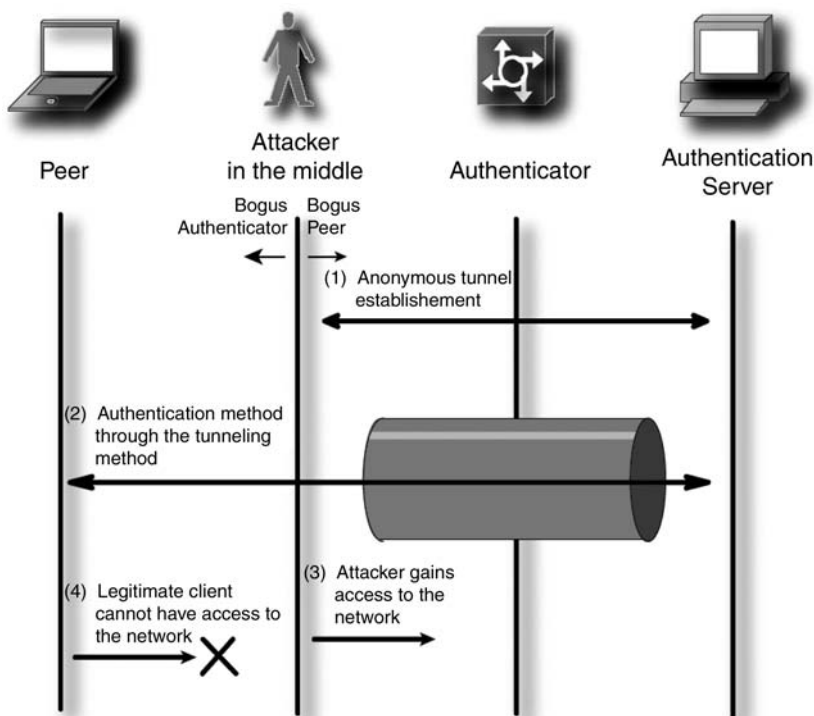 Peer
Attacker
in the middle
Authenticator
Authentication
Server
Bogus
Authenticator
Bogus
Peer
(1) Anonymous tunnel
establishement
(2) Authentication method
through the tunneling
method
(3) Attacker gains
access to the
network
(4) Legitimate client
cannot have access to
the network